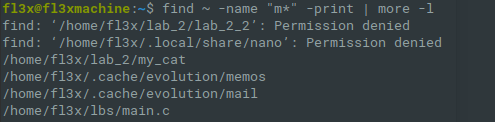 fl3x@fl3xmachine:~$ find ~ -name "m*" -print | more -l
find: ‘/home/fl3x/lab_2/lab_2_2’: Permission denied
find: ‘/home/fl3x/.local/share/nano’: Permission denied
/home/fl3x/lab_2/my_cat
/home/fl3x/.cache/evolution/memos
/home/fl3x/.cache/evolution/mail
/home/fl3x/lbs/main.c